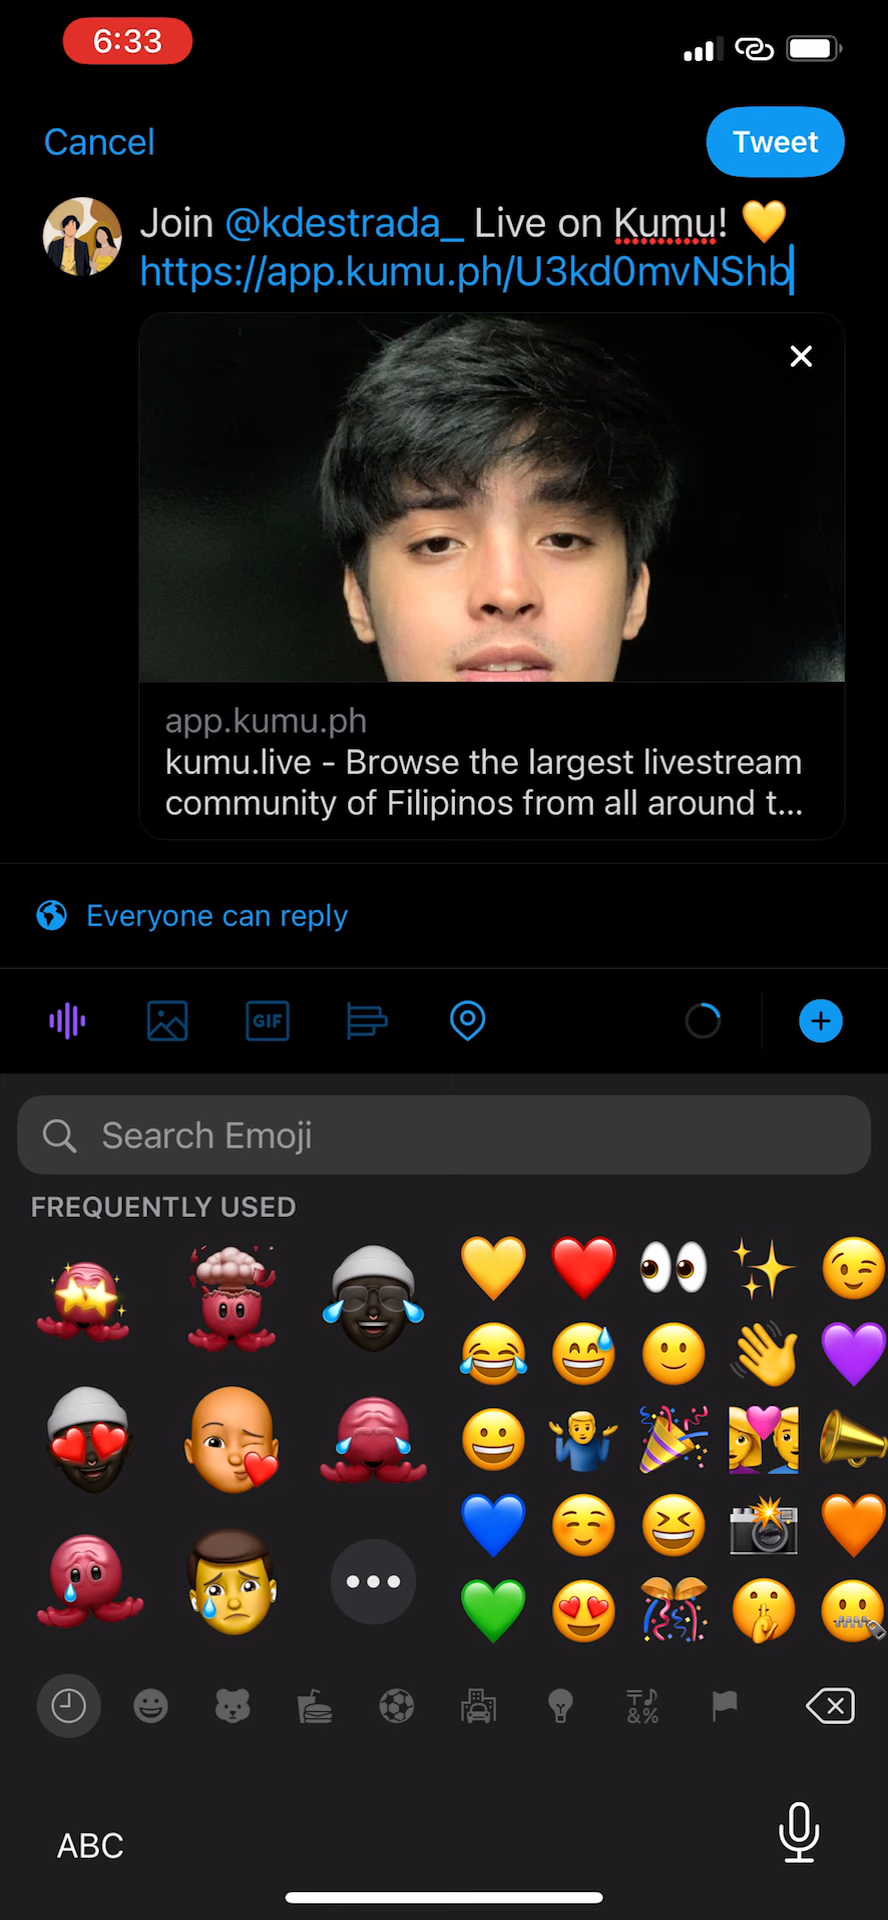 6:33
Cancel
Tweet
Join @kdestrada_ Live on Kumu! 💛
https://app.kumu.ph/U3kd0mvNShb
app.kumu.ph
kumu.live - Browse the largest livestream
community of Filipinos from all around t...
Everyone can reply
GIF
Search Emoji
FREQUENTLY USED
ABC